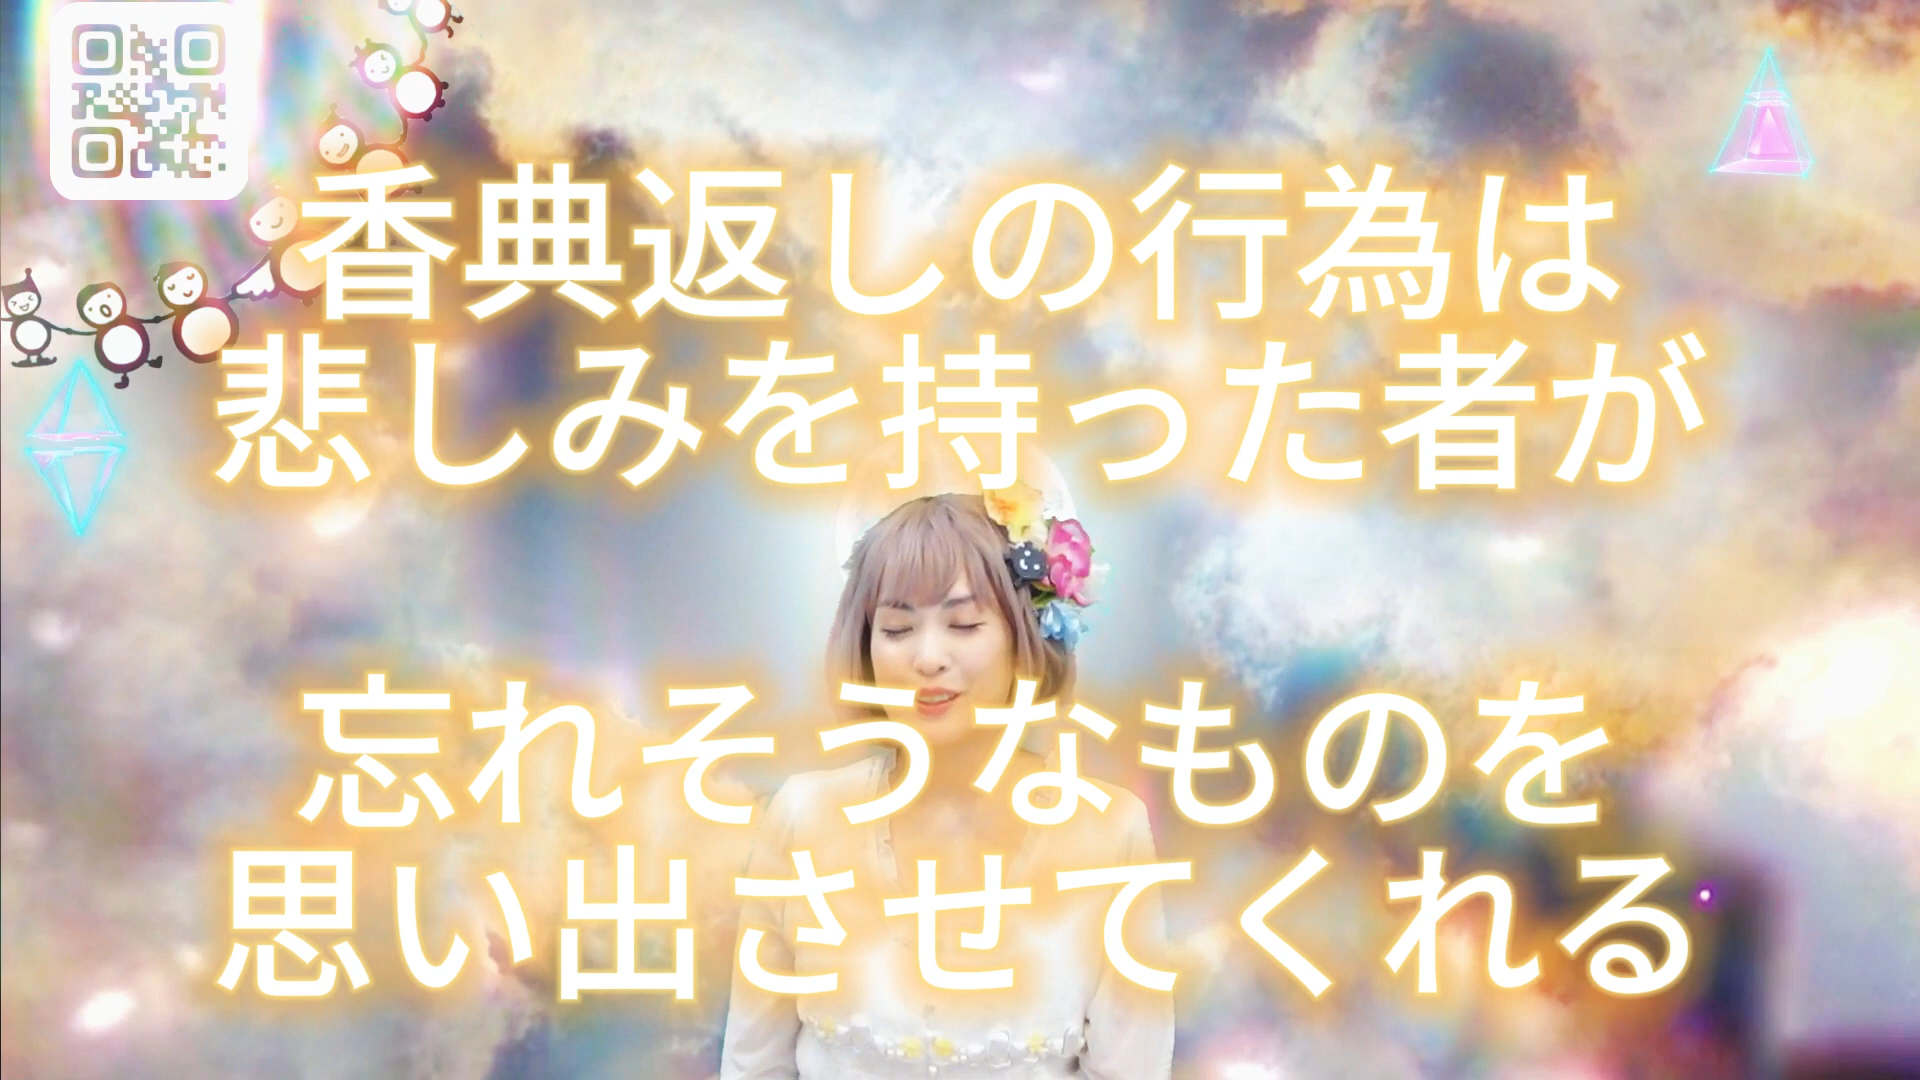 香典返しの行為は
悲しみを持った者が
忘れそうなものを
思い出させてくれる